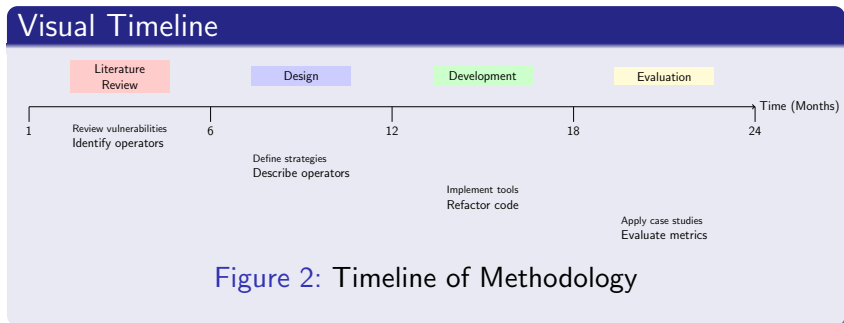 Visual Timeline
Literature
Review
Design
Development
Evaluation
Time (Months)
1
6
12
18
24
Review vulnerabilities
Identify operators
Define strategies
Describe operators
Implement tools
Refactor code
Apply case studies
Evaluate metrics
Figure 2: Timeline of Methodology